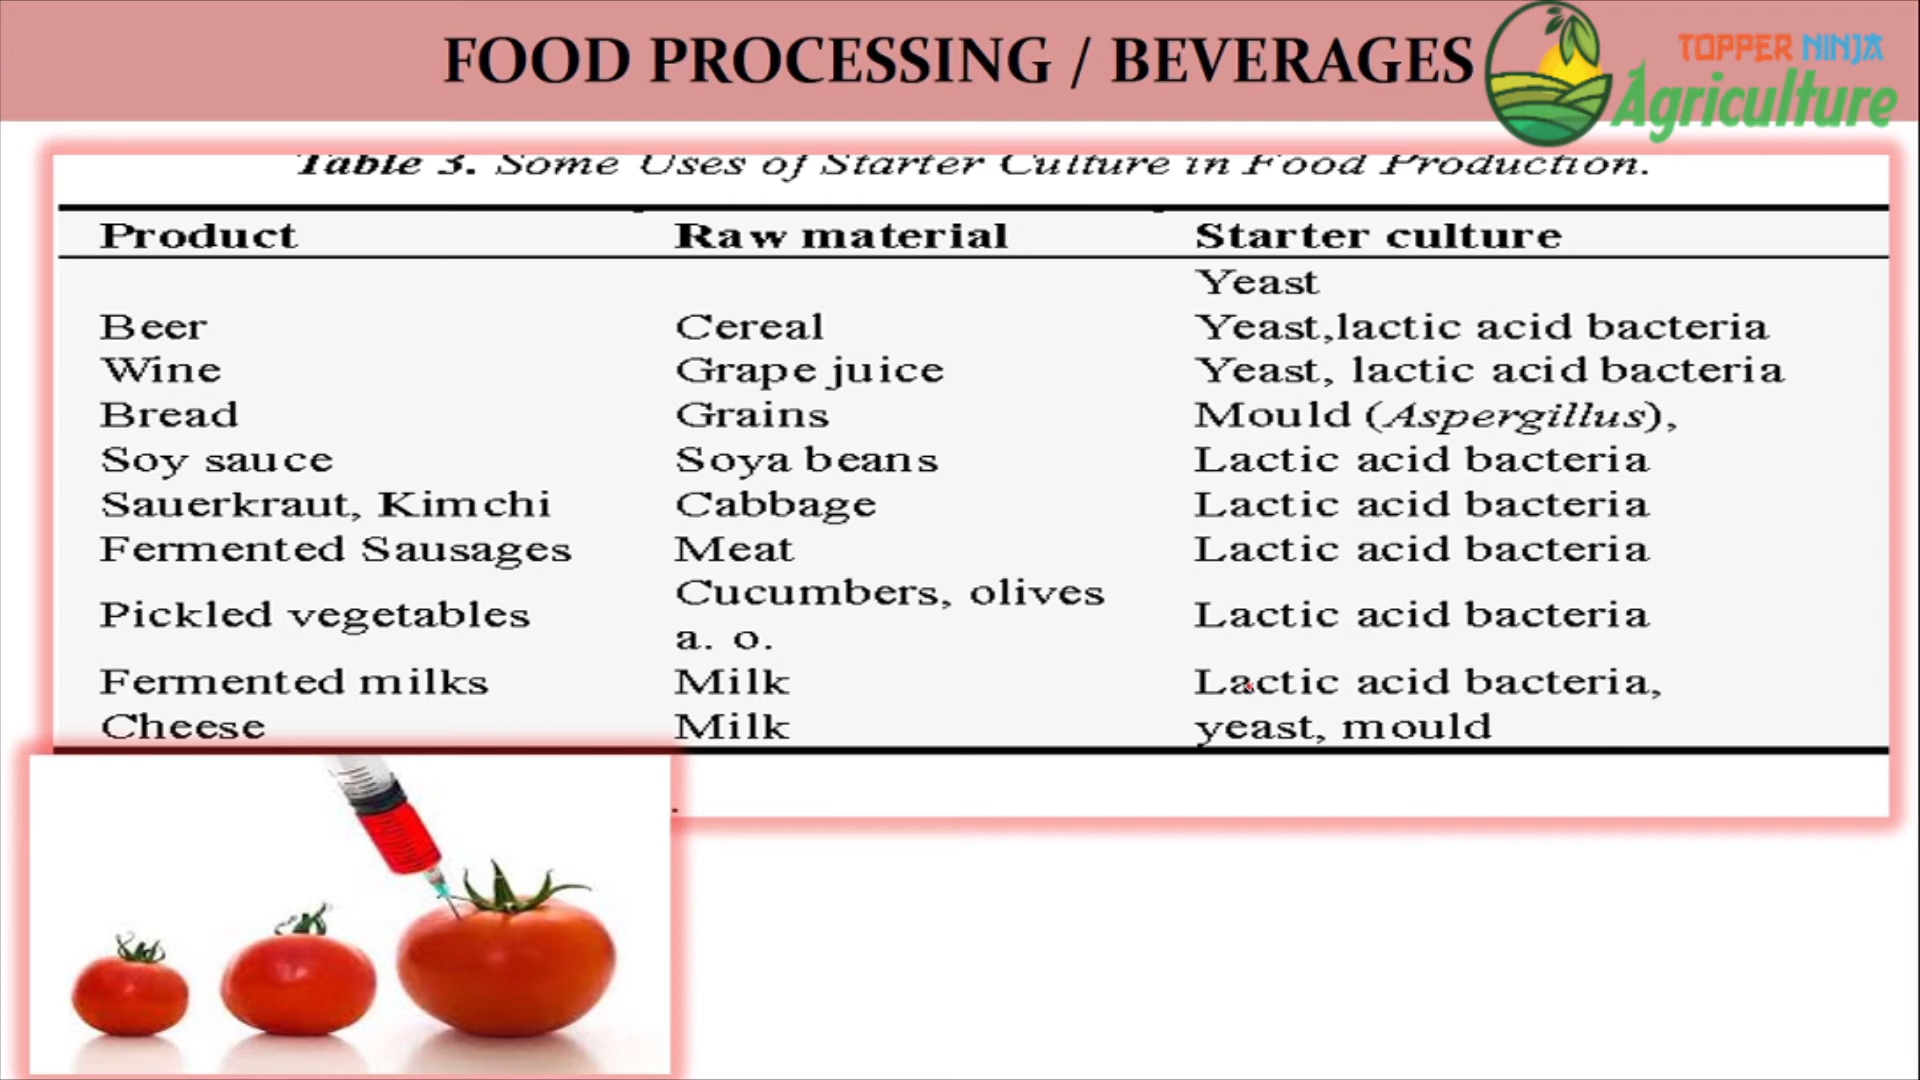 FOOD PROCESSING / BEVERAGES
TOPPER NINJA
Agriculture
Table 3. Some Uses of Starter Culture in Food Production.
Product Raw material Starter culture
Yeast
Beer Cereal Yeast,lactic acid bacteria
Wine Grape juice Yeast, lactic acid bacteria
Bread Grains Mould (Aspergillus),
Soy sauce Soya beans Lactic acid bacteria
Sauerkraut, Kimchi Cabbage Lactic acid bacteria
Fermented Sausages Meat Lactic acid bacteria
Pickled vegetables Cucumbers, olives Lactic acid bacteria
a. o.
Fermented milks Milk Lactic acid bacteria,
Cheese Milk yeast, mould